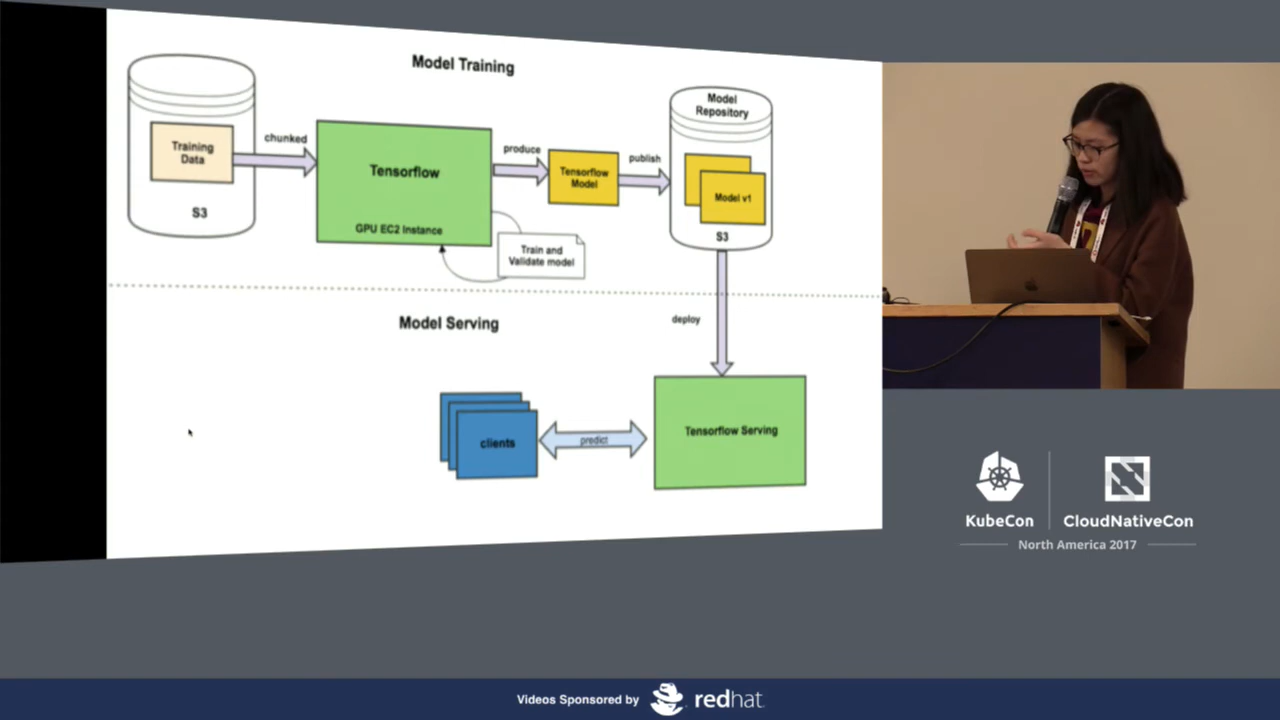 Model Training
Training
Data
S3
chunked
Tensorflow
GPU EC2 Instance
produce
Tensorflow
Model
publish
Model
Repository
Model v1
S3
Train and
Validate model
Model Serving
deploy
clients
predict
Tensorflow Serving
KubeCon
CloudNativeCon
North America 2017
Videos Sponsored by
redhat